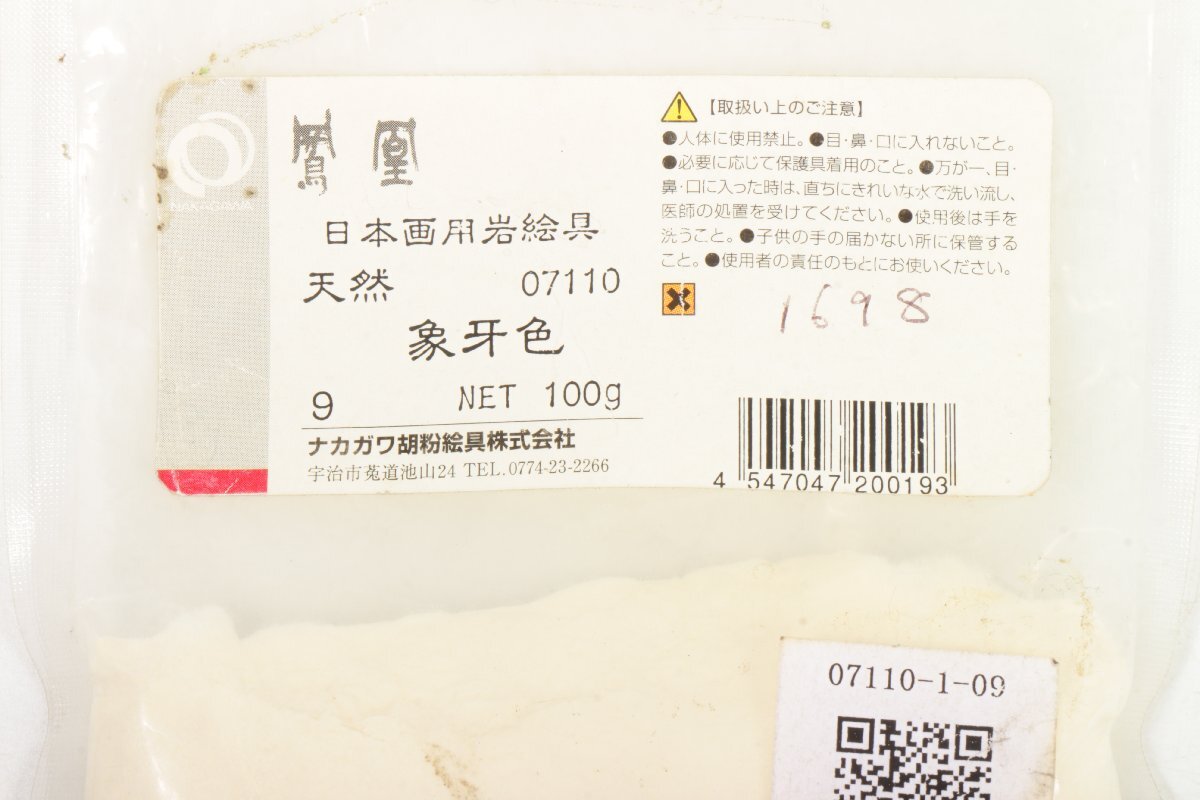 鳳凰
日本画用岩絵具
天然 07110
象牙色
9 NET 100g
ナカガワ胡粉絵具株式会社
宇治市菟道池山24 TEL.0774-23-2266
【取扱い上のご注意】
●人体に使用禁止。●目・鼻・口に入れないこと。
●必要に応じて保護具着用のこと。●万が一、目・
鼻・口に入った時は、直ちにきれいな水で洗い流し、
医師の処置を受けてください。●使用後は手を
洗うこと。●子供の手の届かない所に保管する
こと。●使用者の責任のもとにお使いください。
1698
4 547047 200193
07110-1-09